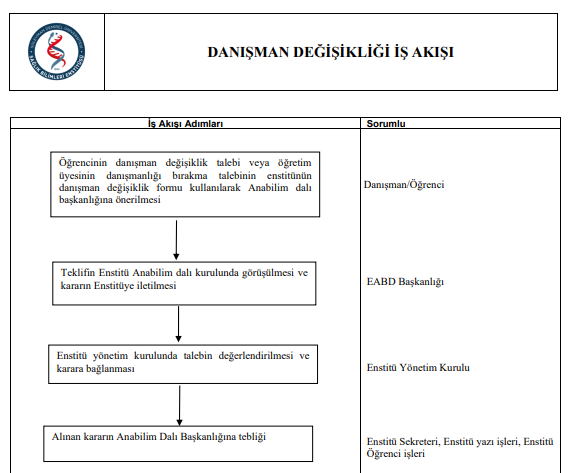 DANIŞMAN DEĞİŞİKLİĞİ İŞ AKIŞI
İş Akışı Adımları
Sorumlu
Öğrencinin danışman değişiklik talebi veya öğretim
üyesinin danışmanlığı bırakma talebinin enstitünün
danışman değişiklik formu kullanılarak Anabilim dalı
başkanlığına önerilmesi
Danışman/Öğrenci
Teklifin Enstitü Anabilim dalı kurulunda görüşülmesi ve
kararın Enstitüye iletilmesi
EABD Başkanlığı
Enstitü yönetim kurulunda talebin değerlendirilmesi ve
karara bağlanması
Enstitü Yönetim Kurulu
Alınan kararın Anabilim Dalı Başkanlığına tebliği
Enstitü Sekreteri, Enstitü yazı işleri, Enstitü
Öğrenci işleri